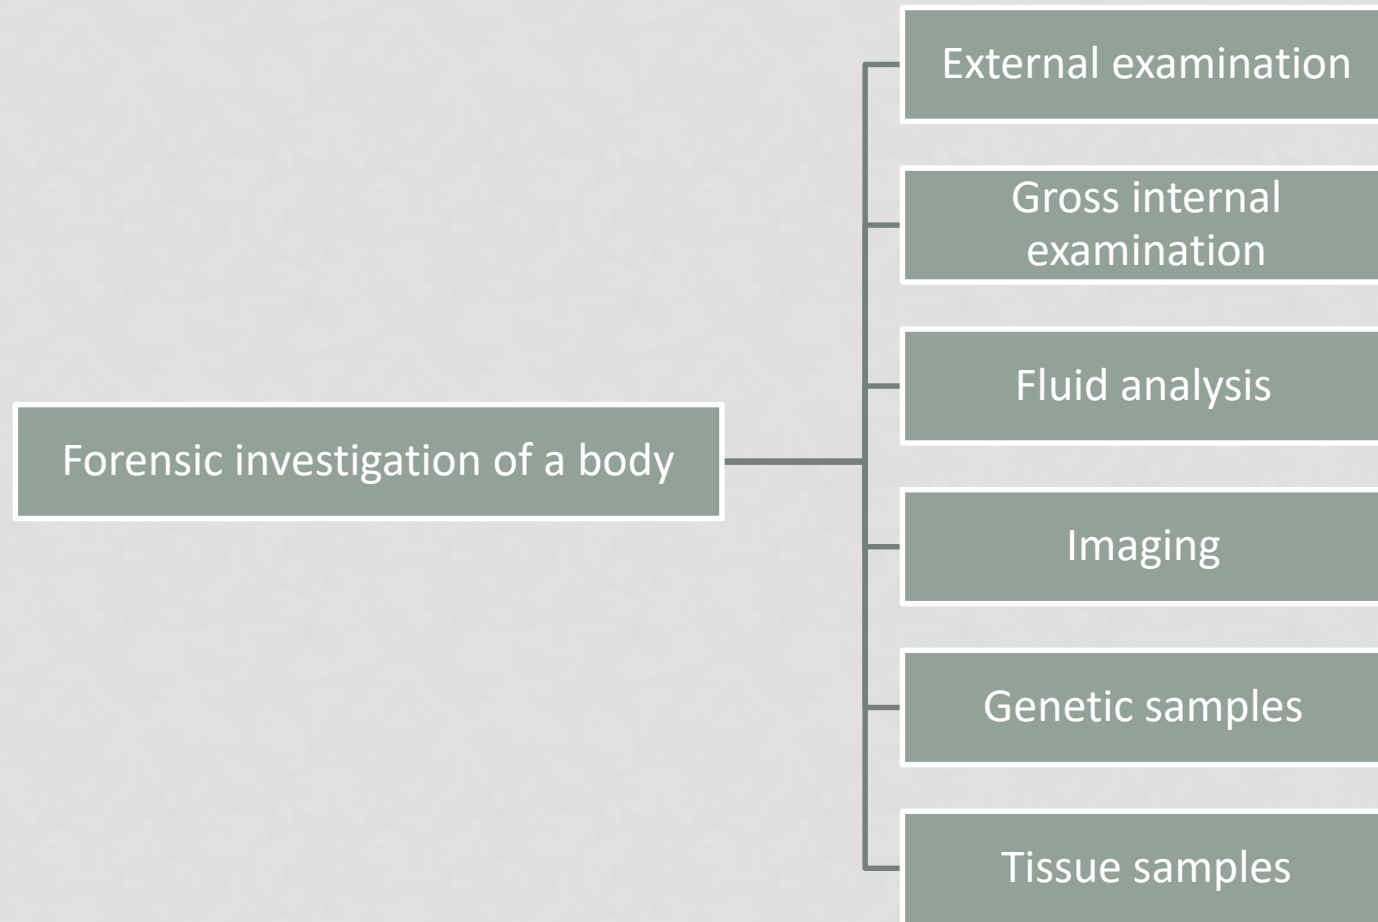 Forensic investigation of a body
External examination
Gross internal
examination
Fluid analysis
Imaging
Genetic samples
Tissue samples